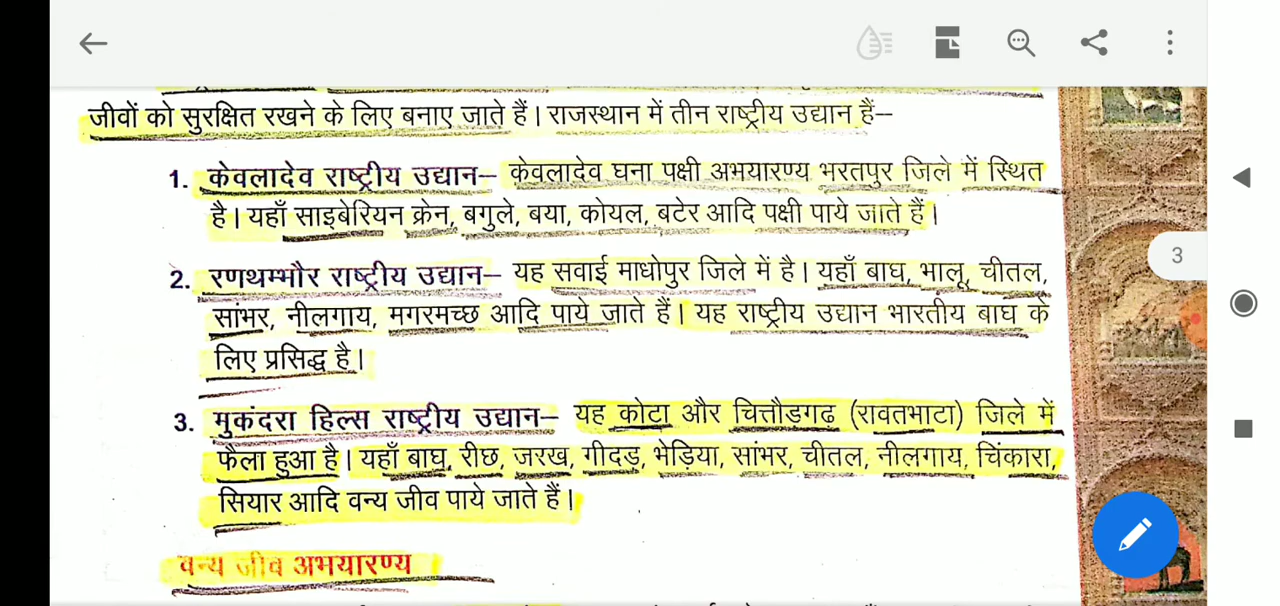 जीवों को सुरक्षित रखने के लिए बनाए जाते हैं। राजस्थान में तीन राष्ट्रीय उद्यान हैं–
1. केवलादेव राष्ट्रीय उद्यान– केवलादेव घना पक्षी अभयारण्य भरतपुर जिले में स्थित
है। यहाँ साइबेरियन क्रेन, बगुले, बया, कोयल, बटेर आदि पक्षी पाये जाते हैं।
3
2. रणथम्भौर राष्ट्रीय उद्यान– यह सवाई माधोपुर जिले में है। यहाँ बाघ, भालू, चीतल,
सांभर, नीलगाय, मगरमच्छ आदि पाये जाते हैं। यह राष्ट्रीय उद्यान भारतीय बाघ के
लिए प्रसिद्ध है।
3. मुकंदरा हिल्स राष्ट्रीय उद्यान– यह कोटा और चित्तौडगढ (रावतभाटा) जिले में
फैला हुआ है। यहाँ बाघ, रीछ, जरख, गीदड़, भेडिया, सांभर, चीतल, नीलगाय, चिंकारा,
सियार आदि वन्य जीव पाये जाते हैं।
वन्य जीव अभयारण्य